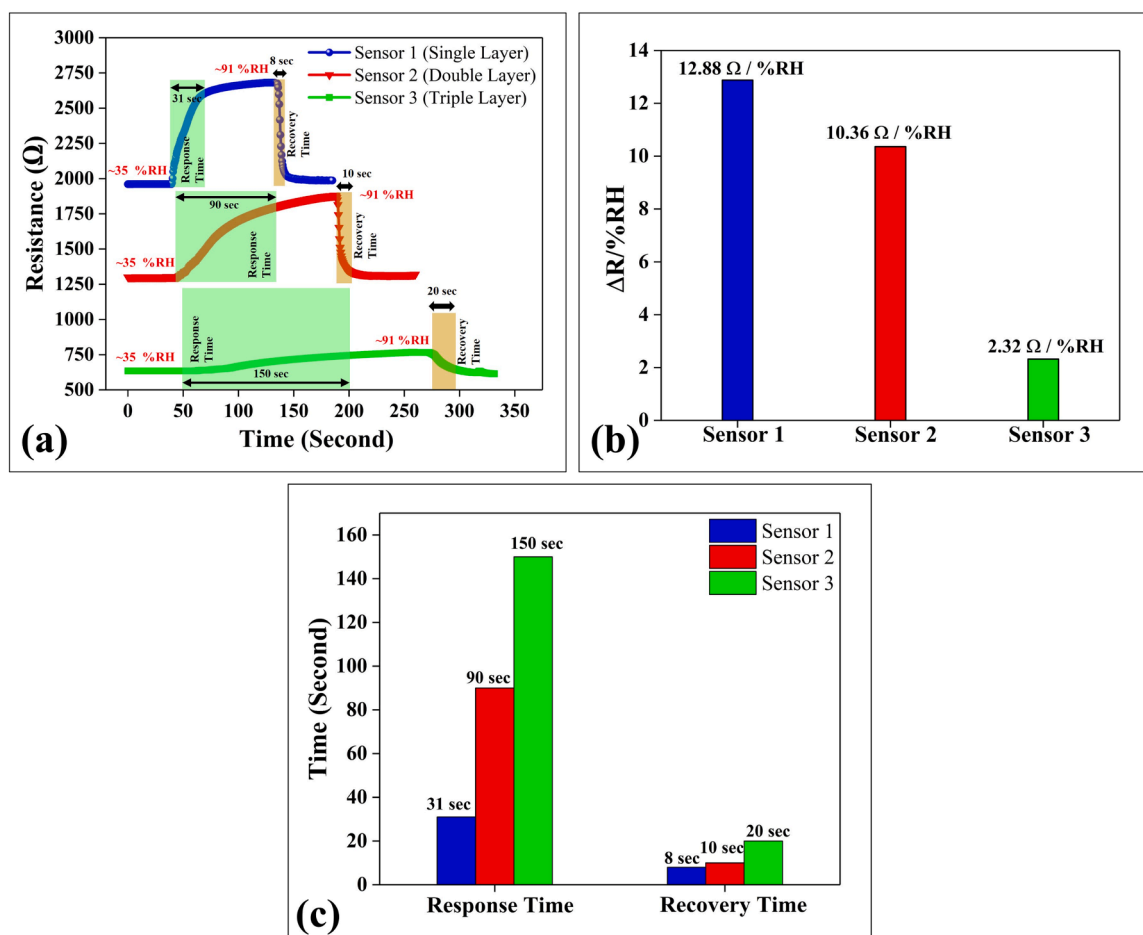 3000
2750
2500
2250
2000
1750
1500
1250
1000
750
500
Resistance (Ω)
0
50
100
150
200
250
300
350
Time (Second)
(a)
Sensor 1 (Single Layer)
Sensor 2 (Double Layer)
Sensor 3 (Triple Layer)
~91 %RH
8 sec
31 sec
Response
Time
Recovery
Time
~35 %RH
10 sec
~91 %RH
90 sec
Response
Time
Recovery
Time
~35 %RH
20 sec
Response
Time
~91 %RH
Recovery
Time
~35 %RH
150 sec
14
12
10
8
6
4
2
0
ΔR/%RH
12.88 Ω / %RH
10.36 Ω / %RH
2.32 Ω / %RH
Sensor 1
Sensor 2
Sensor 3
(b)
160
140
120
100
80
60
40
20
0
Time (Second)
Sensor 1
Sensor 2
Sensor 3
150 sec
90 sec
31 sec
8 sec
10 sec
20 sec
Response Time
Recovery Time
(c)